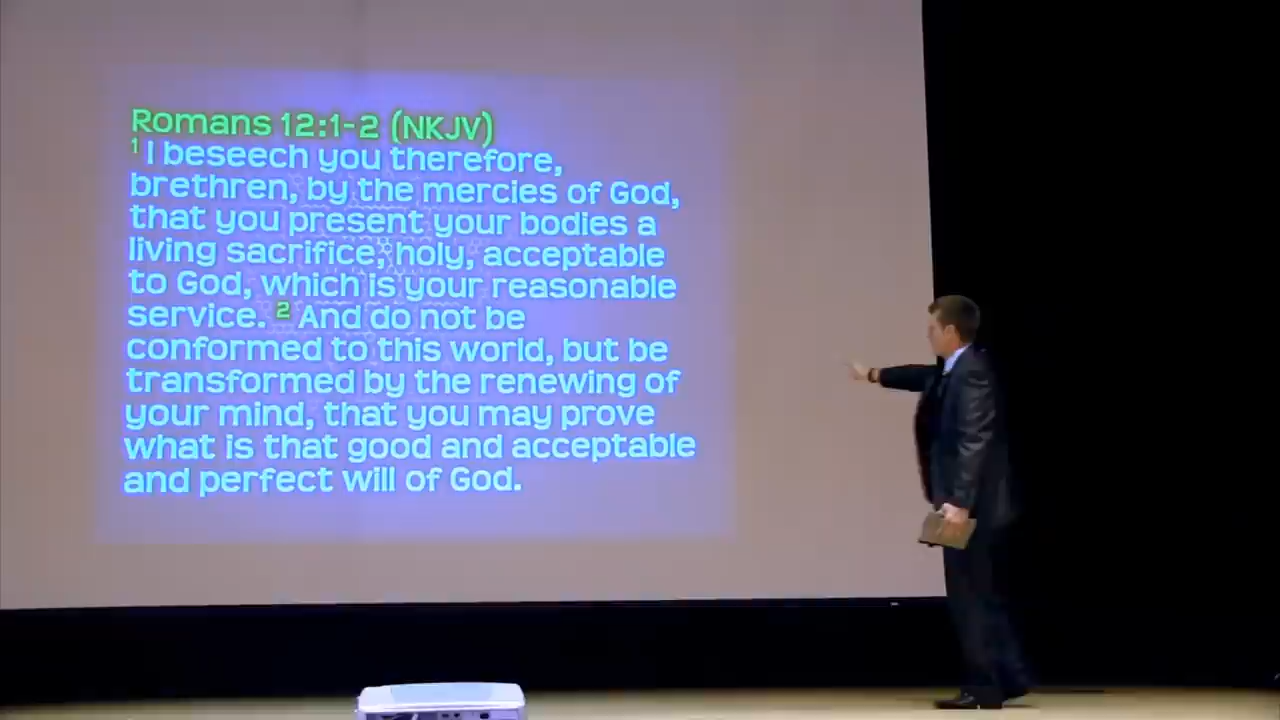 Romans 12:1-2 (NKJV)
1 I beseech you therefore,
brethren, by the mercies of God,
that you present your bodies a
living sacrifice, holy, acceptable
to God, which is your reasonable
service. 2 And do not be
conformed to this world, but be
transformed by the renewing of
your mind, that you may prove
what is that good and acceptable
and perfect will of God.